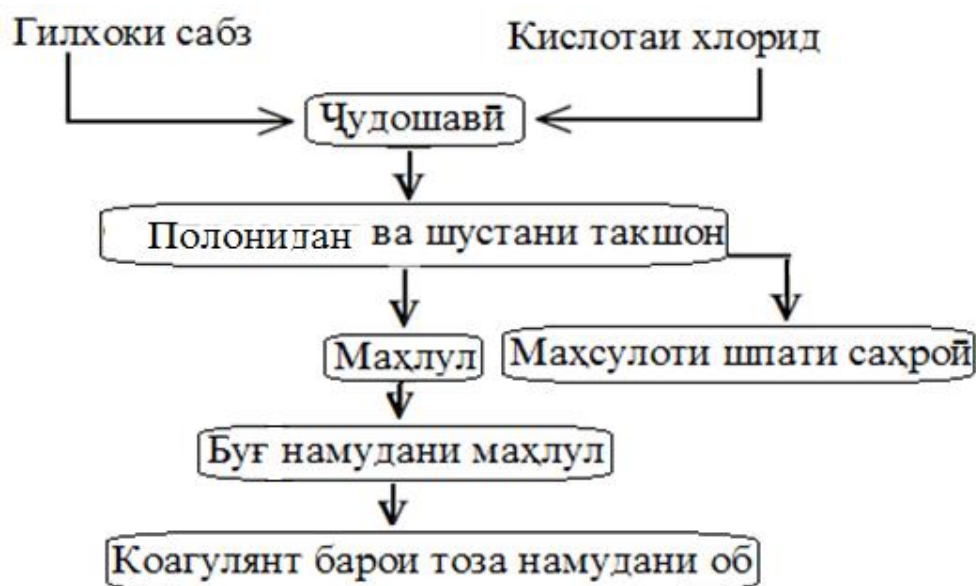 Гилхоки сабз
Кислотаи хлорид
Ҷудошавӣ
Полонидан ва шустани такшон
Маҳлул
Маҳсулоти шпати саҳроӣ
Буғ намудани маҳлул
Коагулянт барои тоза намудани об